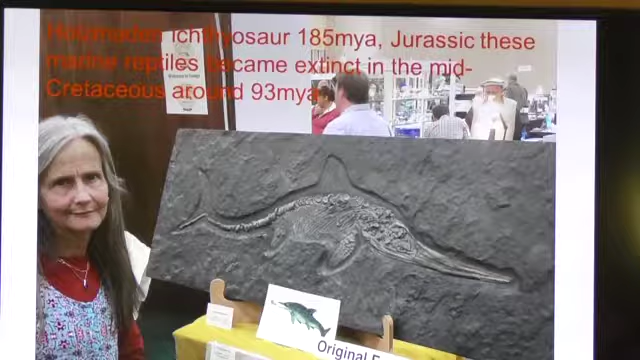 Holzmaden ichthyosaur 185mya, Jurassic these
marine reptiles became extinct in the mid-
Cretaceous around 93mya
Original